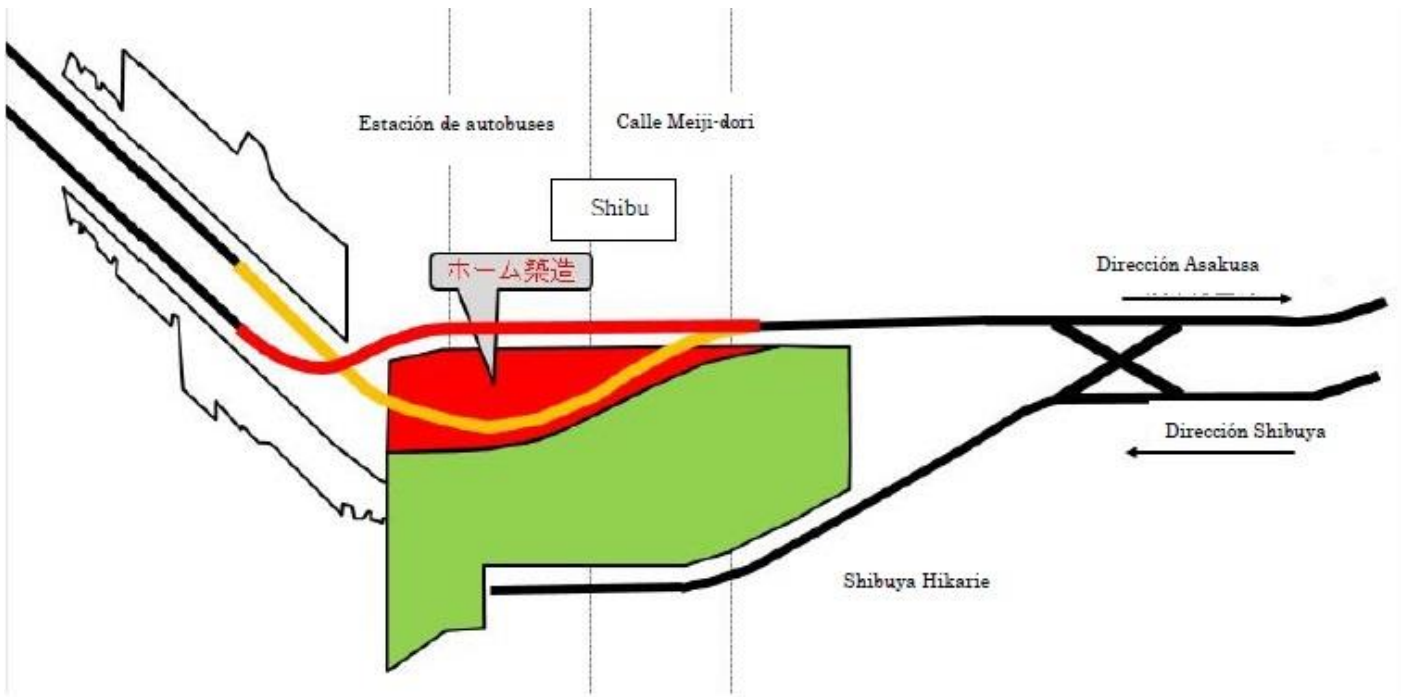 Estación de autobuses
Calle Meiji-dori
Shibu
ホーム築造
Dirección Asakusa
Dirección Shibuya
Shibuya Hikarie